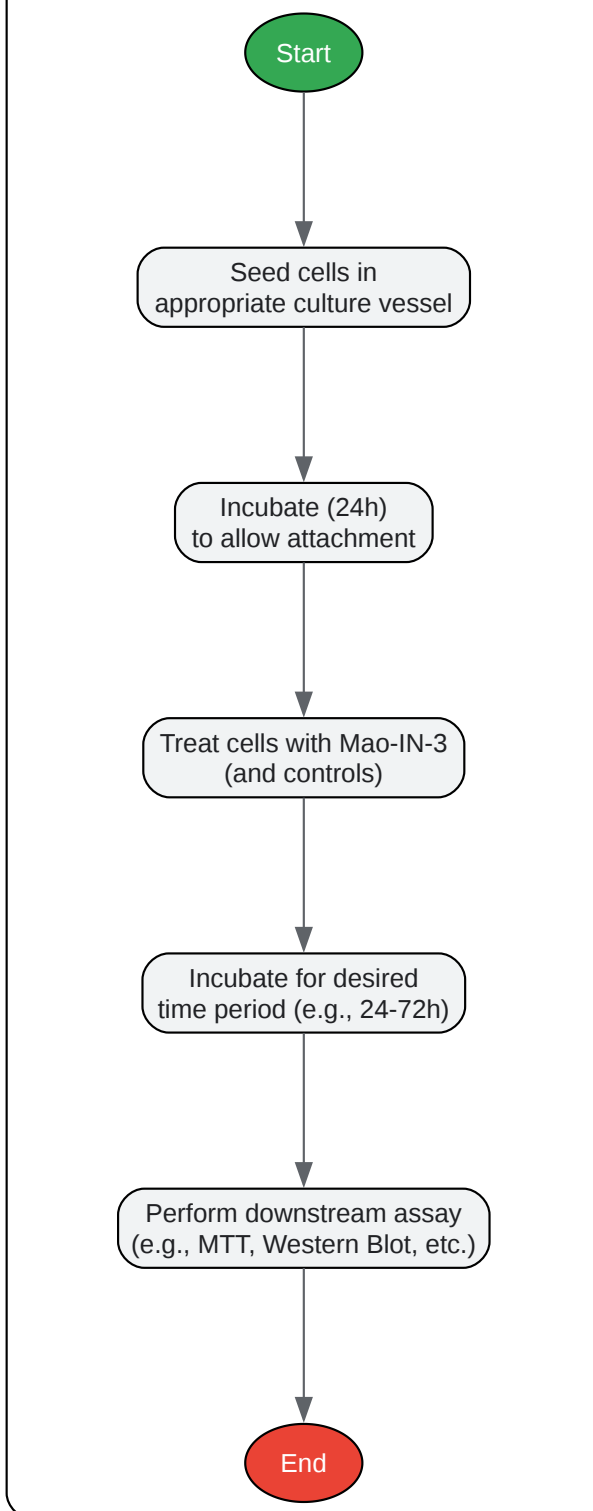 Start
Seed cells in
appropriate culture vessel
Incubate (24h)
to allow attachment
Treat cells with Mao-IN-3
(and controls)
Incubate for desired
time period (e.g., 24-72h)
Perform downstream assay
(e.g., MTT, Western Blot, etc.)
End